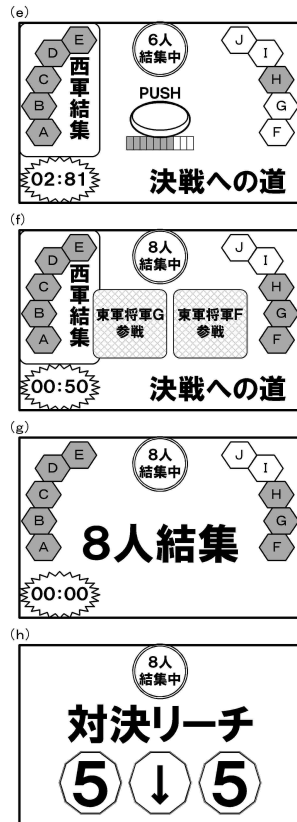 (e)
E
D
C
B
A
西軍結集
6人
結集中
J
I
H
G
F
PUSH
02:81
決戦への道
(f)
E
D
C
B
A
西軍結集
8人
結集中
J
I
H
G
F
東軍将軍G
参戦
東軍将軍F
参戦
00:50
決戦への道
(g)
E
D
C
B
A
8人
結集中
J
I
H
G
F
8人結集
00:00
(h)
8人
結集中
対決リーチ
5 ↓ 5